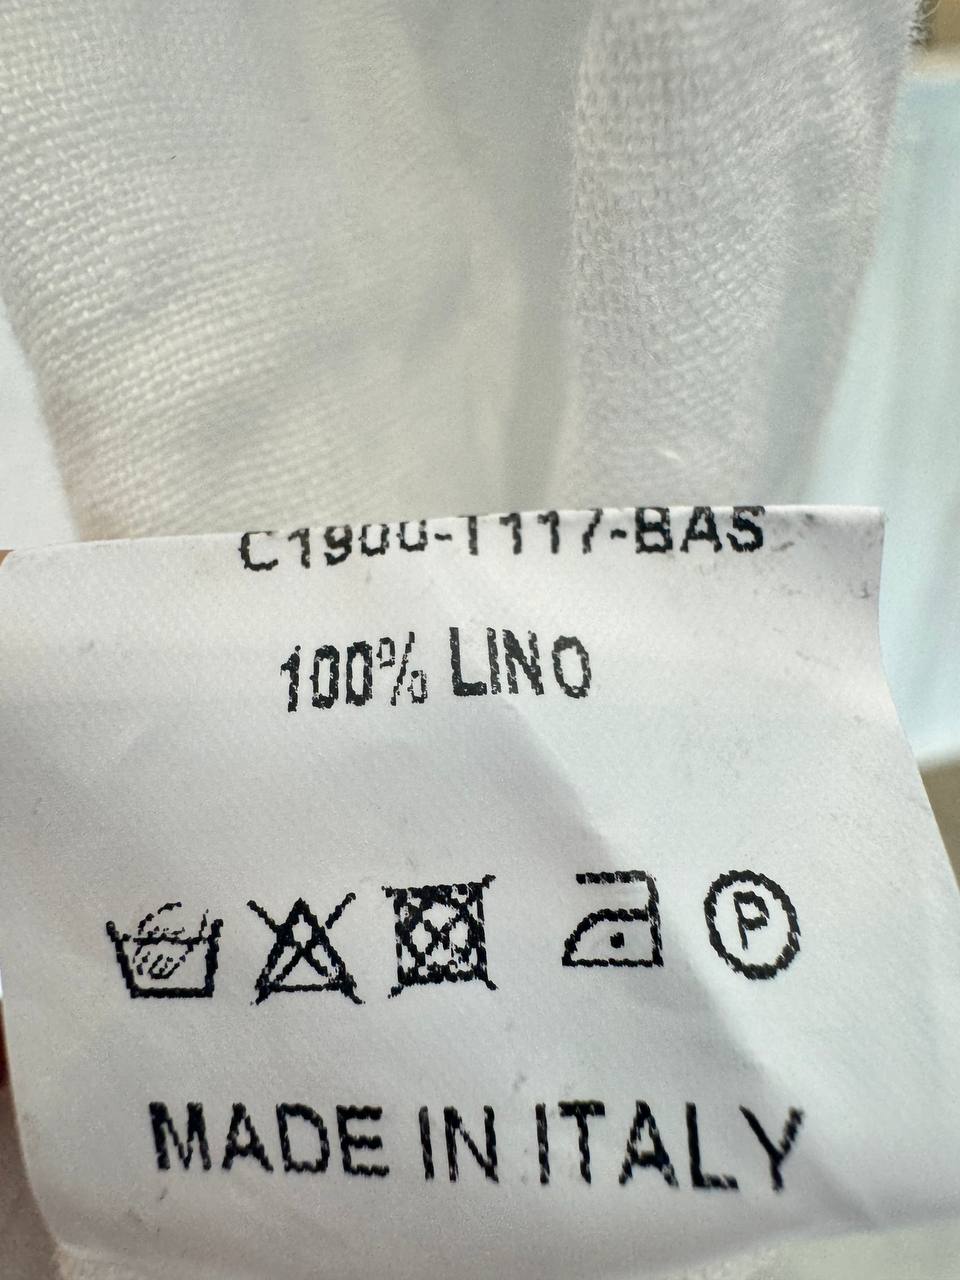 C1900-T117-BAS
100% LINO
P
MADE IN ITALY